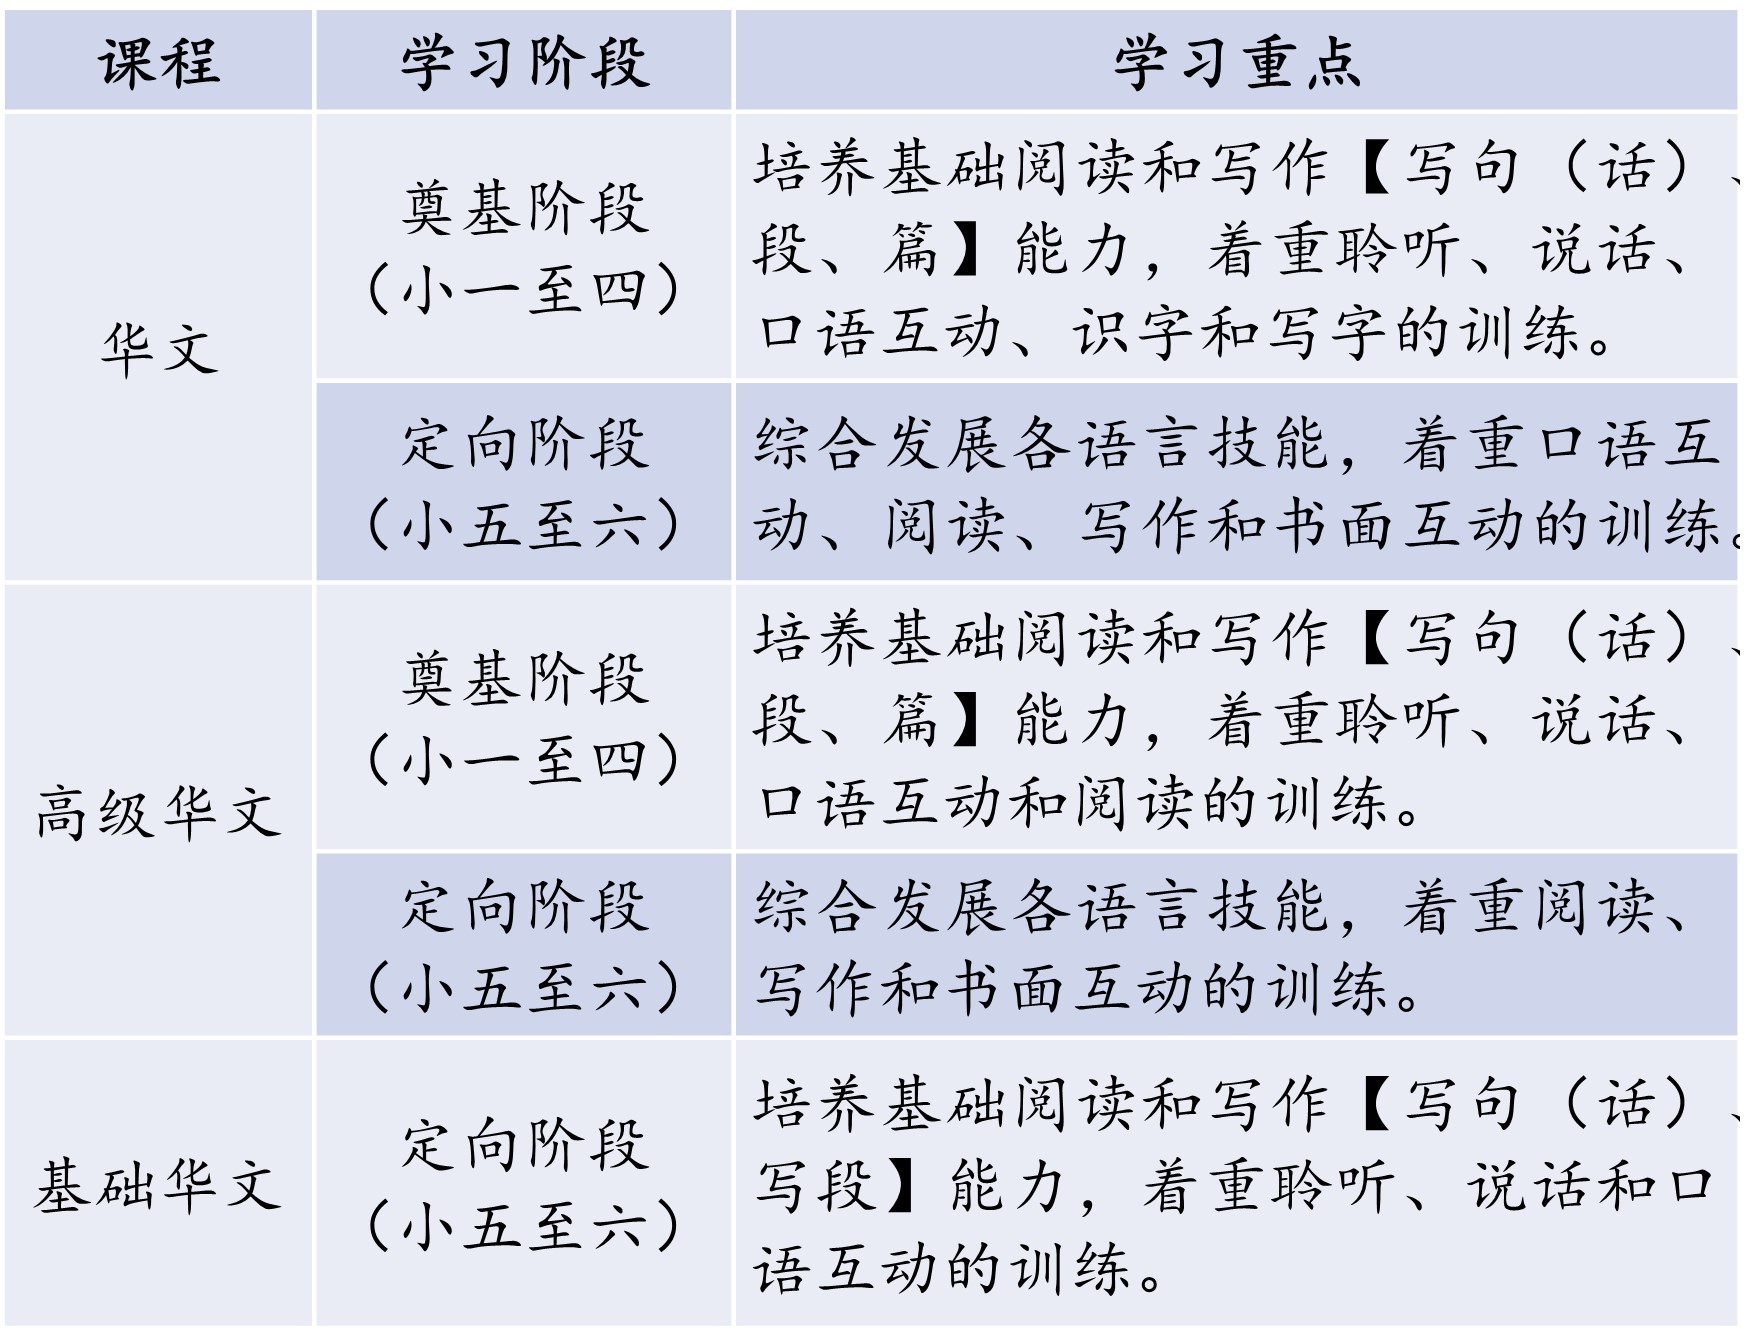 课程 学习阶段 学习重点
华文
奠基阶段
（小一至四）
培养基础阅读和写作【写句（话）、
段、篇】能力，着重聆听、说话、
口语互动、识字和写字的训练。
定向阶段
（小五至六）
综合发展各语言技能，着重口语互
动、阅读、写作和书面互动的训练。
高级华文
奠基阶段
（小一至四）
培养基础阅读和写作【写句（话）、
段、篇】能力，着重聆听、说话、
口语互动和阅读的训练。
定向阶段
（小五至六）
综合发展各语言技能，着重阅读、
写作和书面互动的训练。
基础华文
定向阶段
（小五至六）
培养基础阅读和写作【写句（话）、
写段】能力，着重聆听、说话和口
语互动的训练。